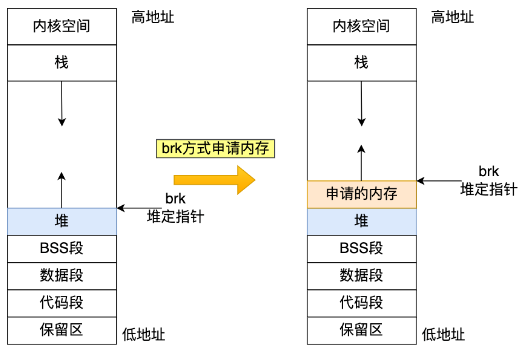 内核空间
高地址
栈
brk
堆定指针
堆
BSS段
数据段
代码段
保留区
低地址
brk方式申请内存
内核空间
高地址
栈
brk
堆定指针
申请的内存
堆
BSS段
数据段
代码段
保留区
低地址